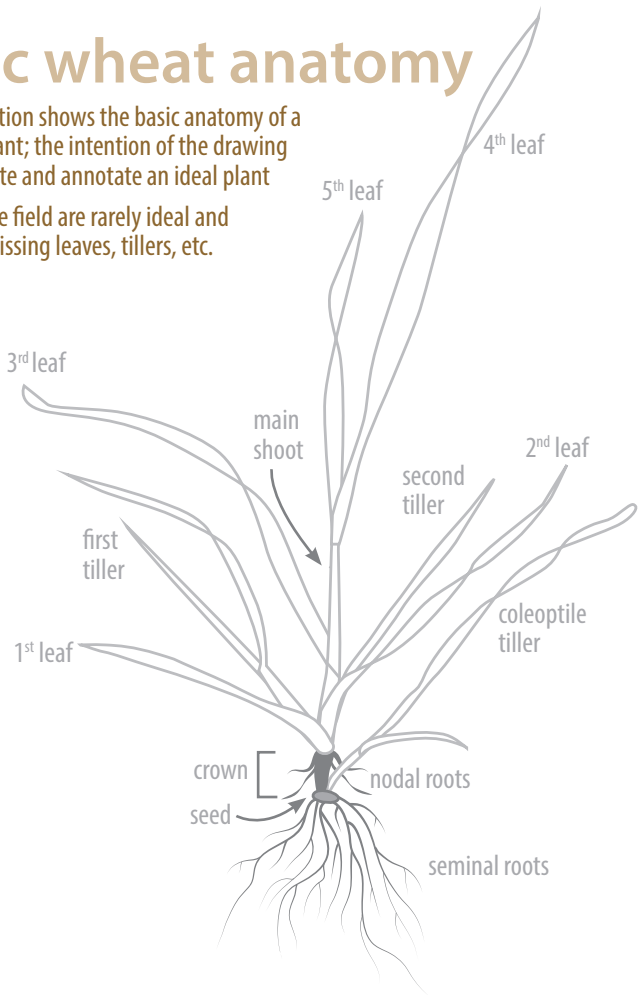 c wheat anatomy
tion shows the basic anatomy of a
ant; the intention of the drawing
te and annotate an ideal plant
e field are rarely ideal and
issing leaves, tillers, etc.
4th leaf
5th leaf
3rd leaf
main
shoot
2nd leaf
second
tiller
first
tiller
coleoptile
tiller
1st leaf
crown
nodal roots
seed
seminal roots